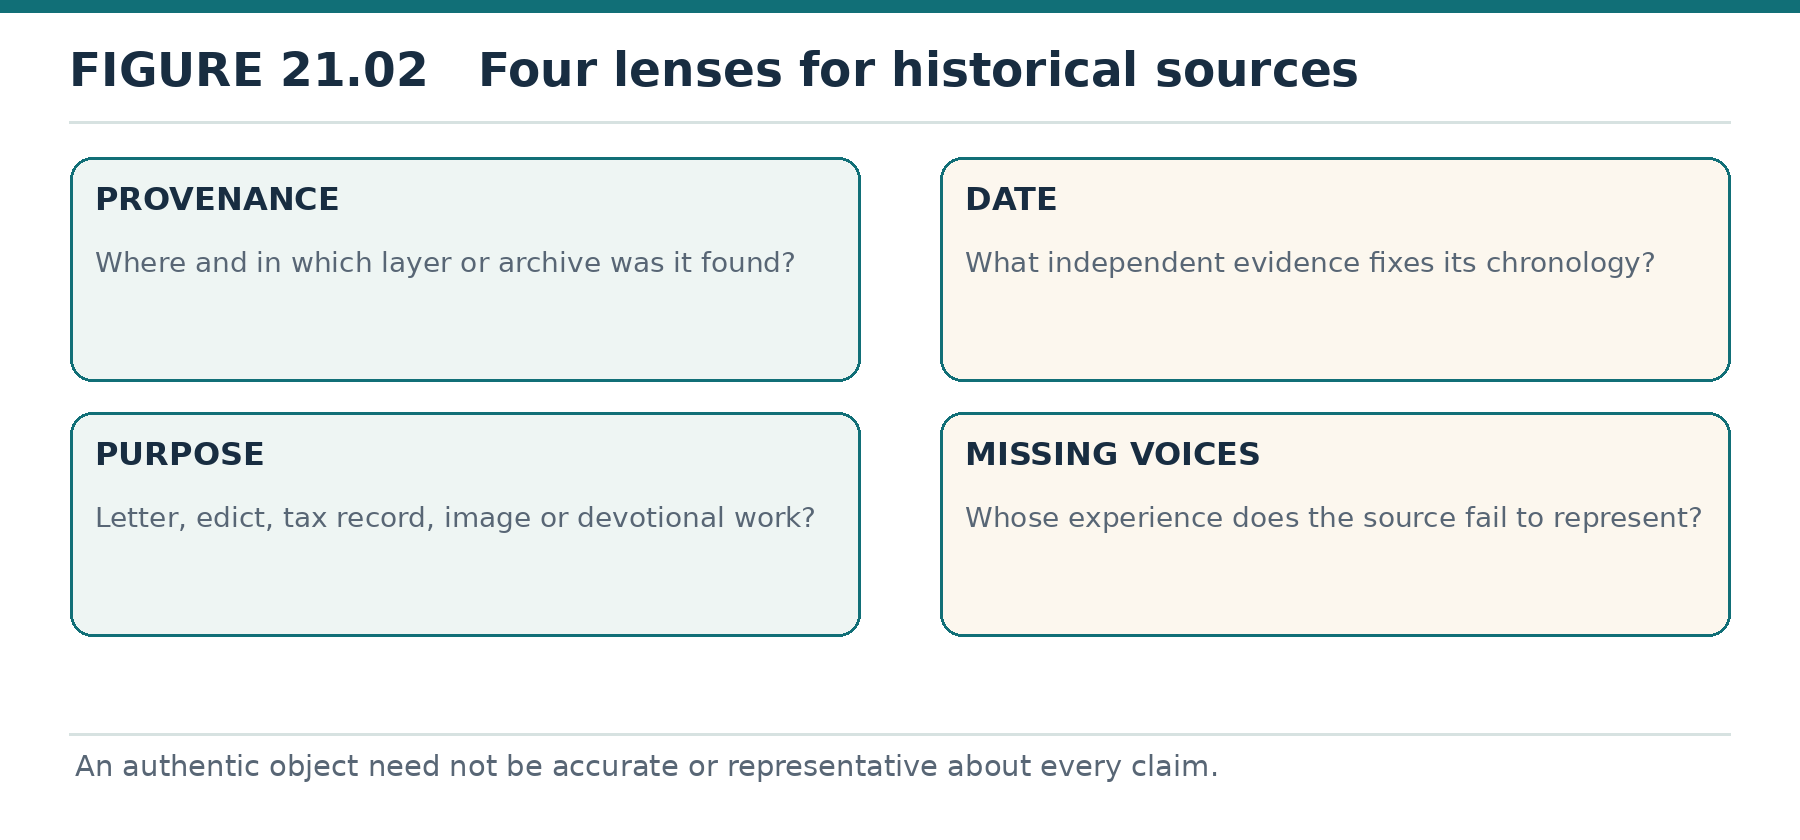 FIGURE 21.02 Four lenses for historical sources
PROVENANCE
Where and in which layer or archive was it found?
DATE
What independent evidence fixes its chronology?
PURPOSE
Letter, edict, tax record, image or devotional work?
MISSING VOICES
Whose experience does the source fail to represent?
An authentic object need not be accurate or representative about every claim.